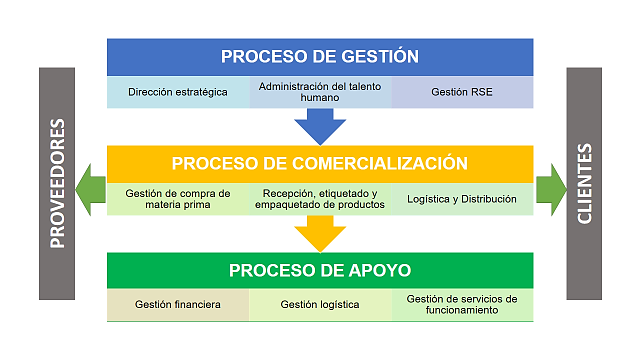 PROCESO DE GESTIÓN
Dirección estratégica
Administración del talento
humano
Gestión RSE
PROVEEDORES
CLIENTES
PROCESO DE COMERCIALIZACIÓN
Gestión de compra de
materia prima
Recepción, etiquetado y
empaquetado de productos
Logística y Distribución
PROCESO DE APOYO
Gestión financiera
Gestión logística
Gestión de servicios de
funcionamiento